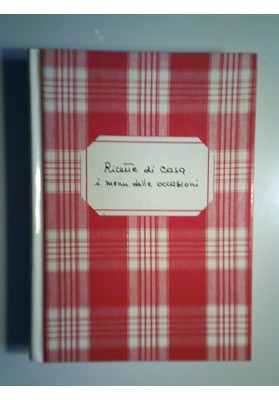 Ricette di casa
i menu delle occasioni